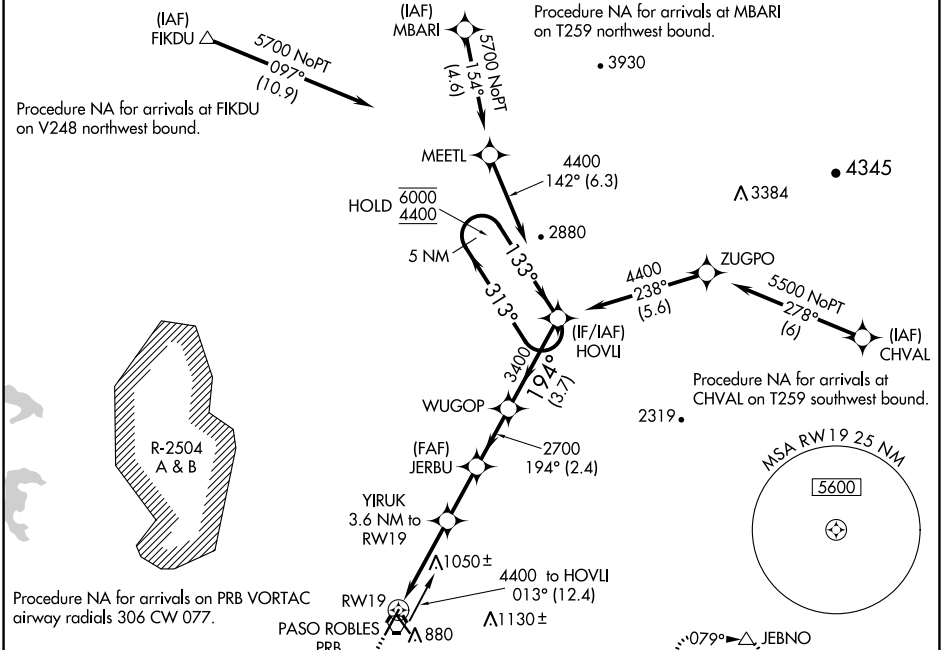 (IAF)
FIKDU
5700 NoPT
097°
(10.9)
(IAF)
MBARI
5700 NoPT
154°
(4.6)
Procedure NA for arrivals at MBARI
on T259 northwest bound.
3930
Procedure NA for arrivals at FIKDU
on V248 northwest bound.
MEETL
4400
142° (6.3)
4345
3384
HOLD
6000
4400
2880
5 NM
133°
313°
ZUGPO
4400
238°
(5.6)
5500 NoPT
278°
(6)
(IF/IAF)
HOVLI
(IAF)
CHVAL
3400
194°
(3.7)
Procedure NA for arrivals at
CHVAL on T259 southwest bound.
WUGOP
2319
R-2504
A & B
(FAF)
JERBU
2700
194° (2.4)
MSA RW19 25 NM
5600
YIRUK
3.6 NM to
RW19
1050±
4400 to HOVLI
013° (12.4)
Procedure NA for arrivals on PRB VORTAC
airway radials 306 CW 077.
RW19
1130±
PASO ROBLES
PRB
880
079°
JEBNO